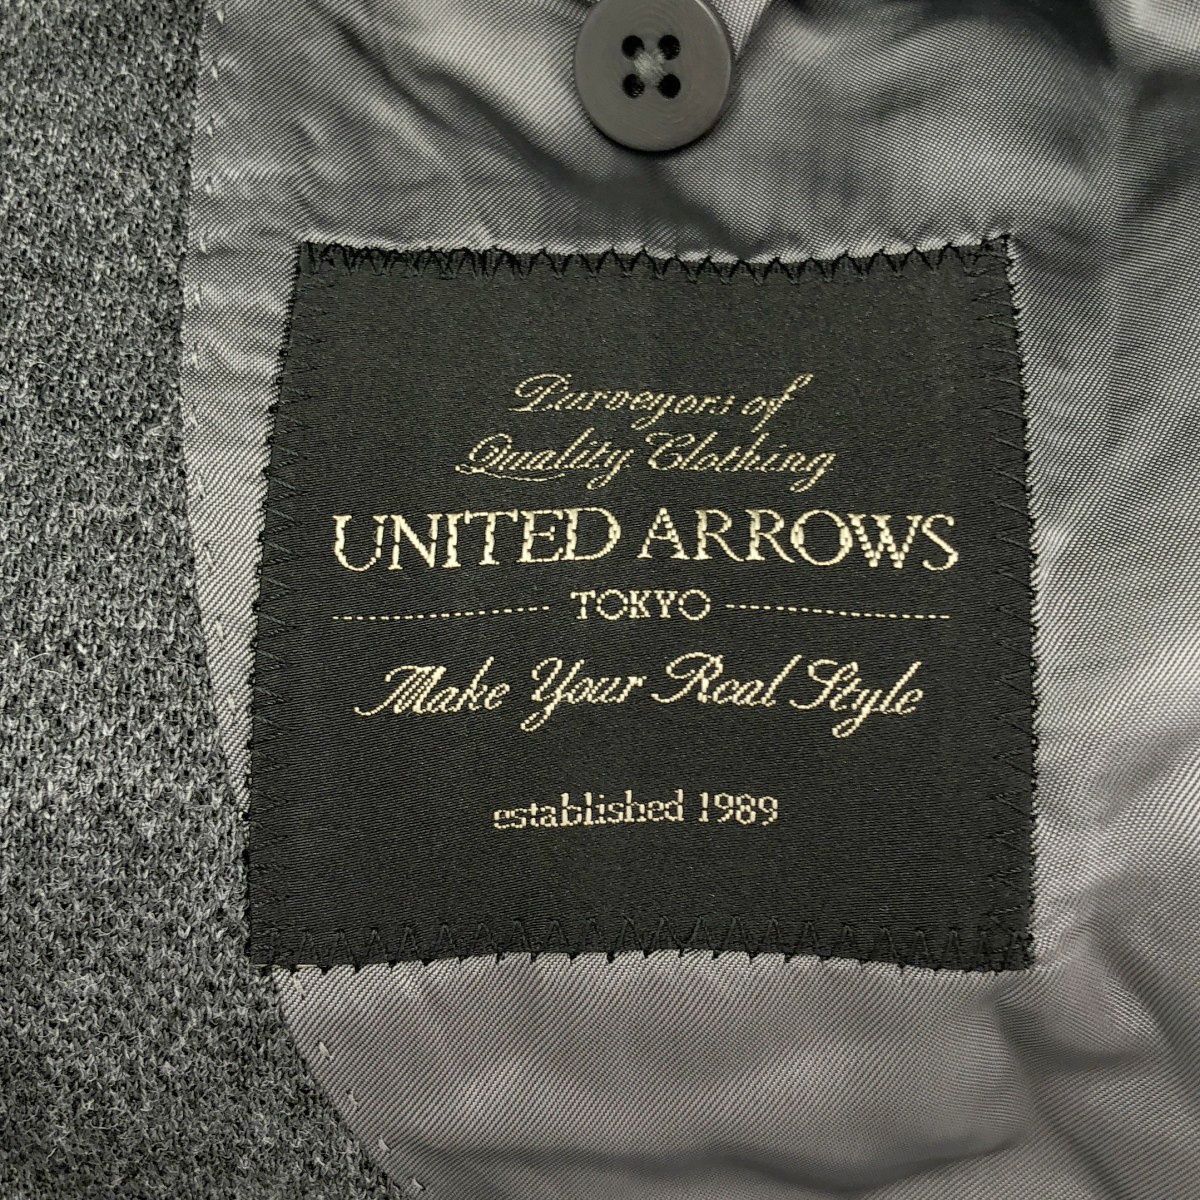 Purveyors of
Quality Clothing
UNITED ARROWS
TOKYO
Make Your Real Style
established 1989